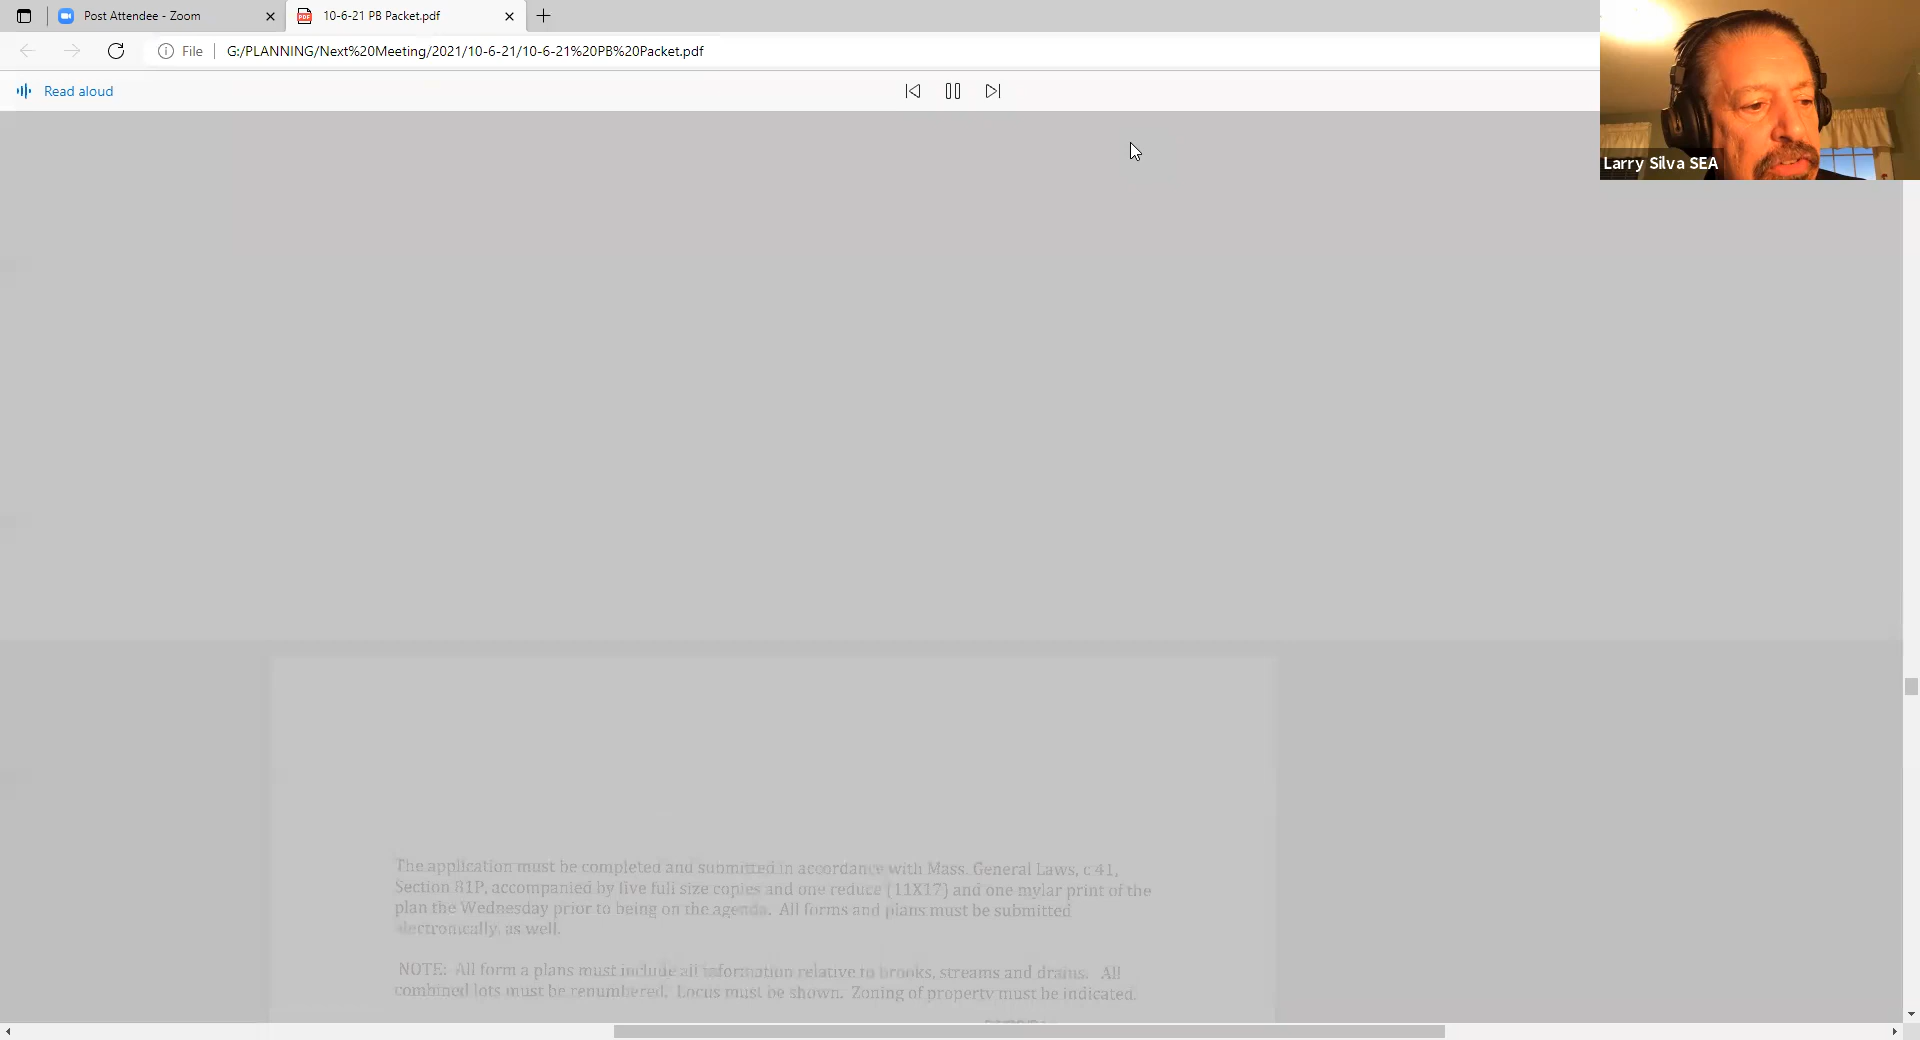 Post Attendee - Zoom
10-6-21 PB Packet.pdf
File
G:/PLANNING/Next%20Meeting/2021/10-6-21/10-6-21%20PB%20Packet.pdf
Read aloud
Larry Silva SEA
The application must be completed and submitted in accordance with Mass. General Laws, c 41,
Section 81P, accompanied by five full size copies and one reduce (11X17) and one mylar print of the
plan the Wednesday prior to being on the agenda. All forms and plans must be submitted
electronically, as well.
NOTE: All form a plans must include all information relative to brooks, streams and drains. All
combined lots must be renumbered. Locus must be shown. Zoning of property must be indicated.